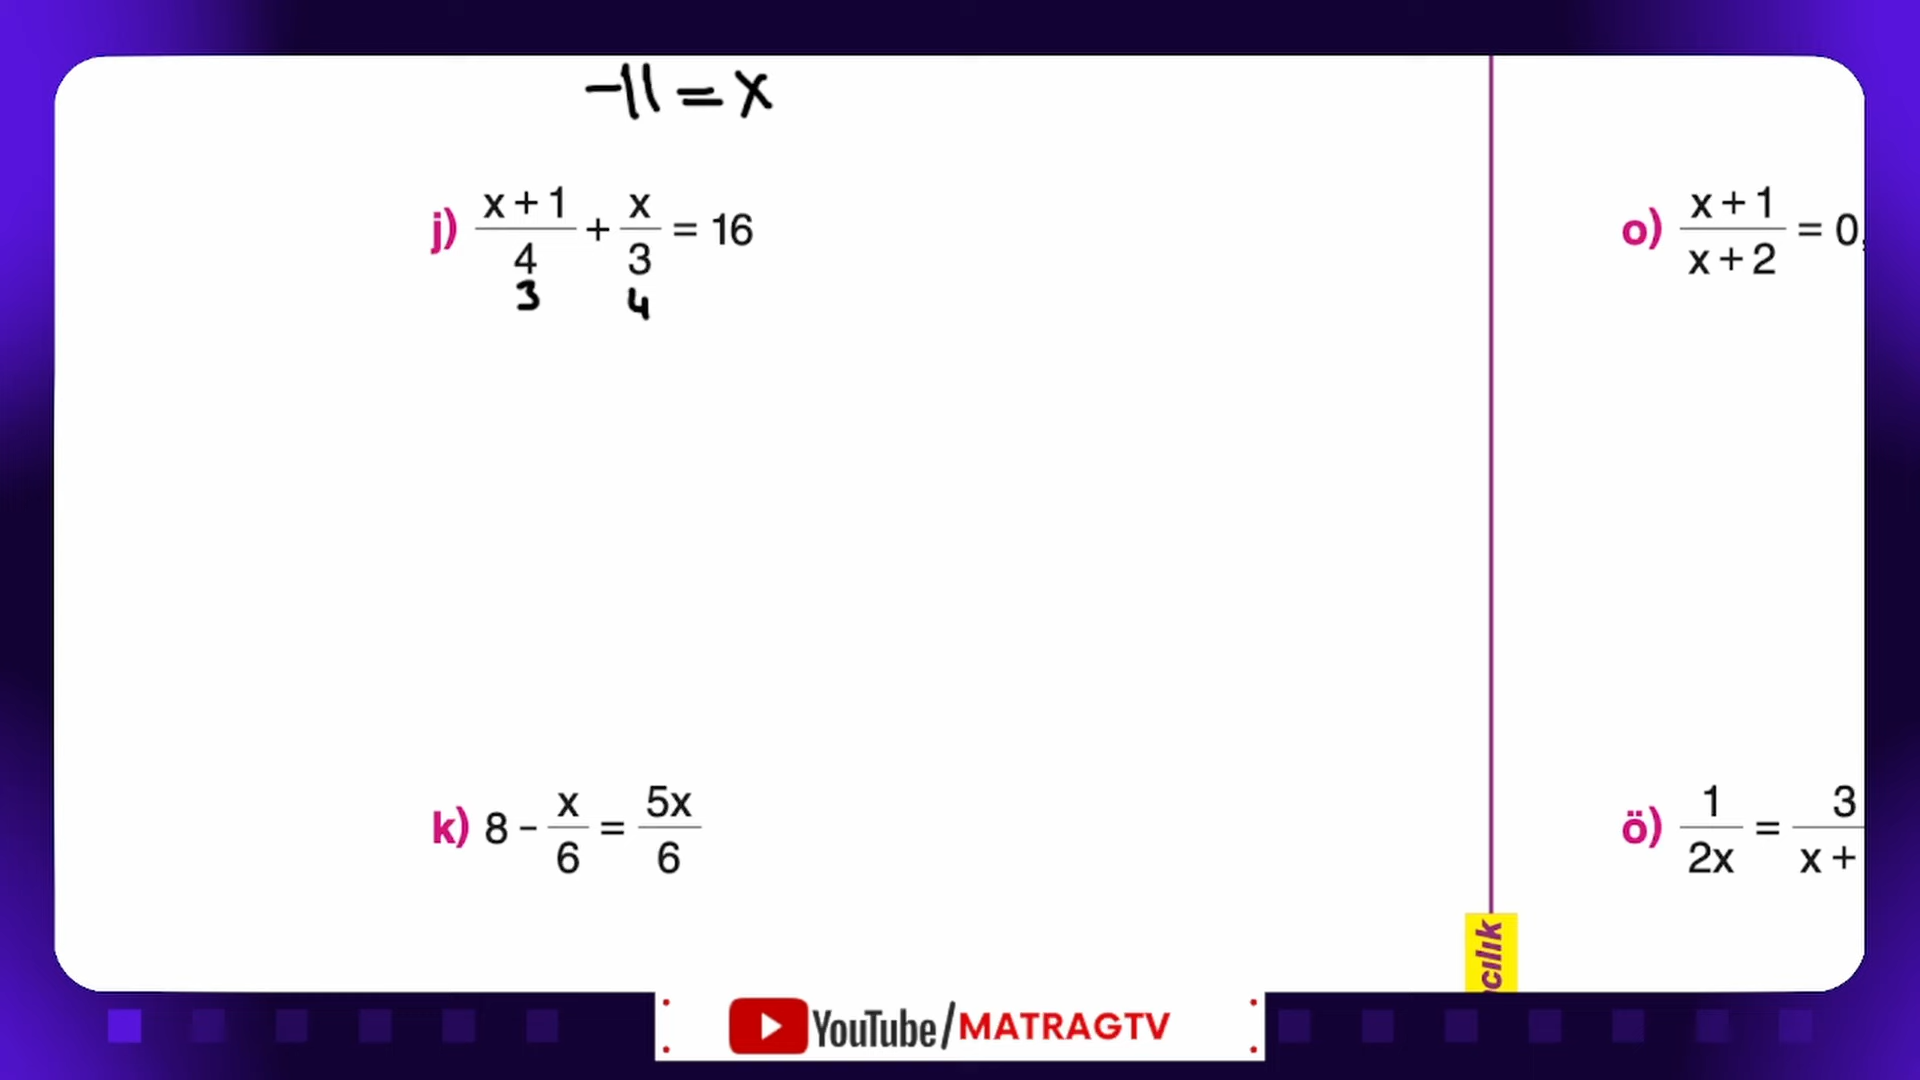 -11 = x
j) x + 1 / 4 + x / 3 = 16
3 4
k) 8 - x / 6 = 5x / 6
o) x + 1 / x + 2 = 0,
ö) 1 / 2x = 3 / x +
cılık
YouTube/MATRAGTV